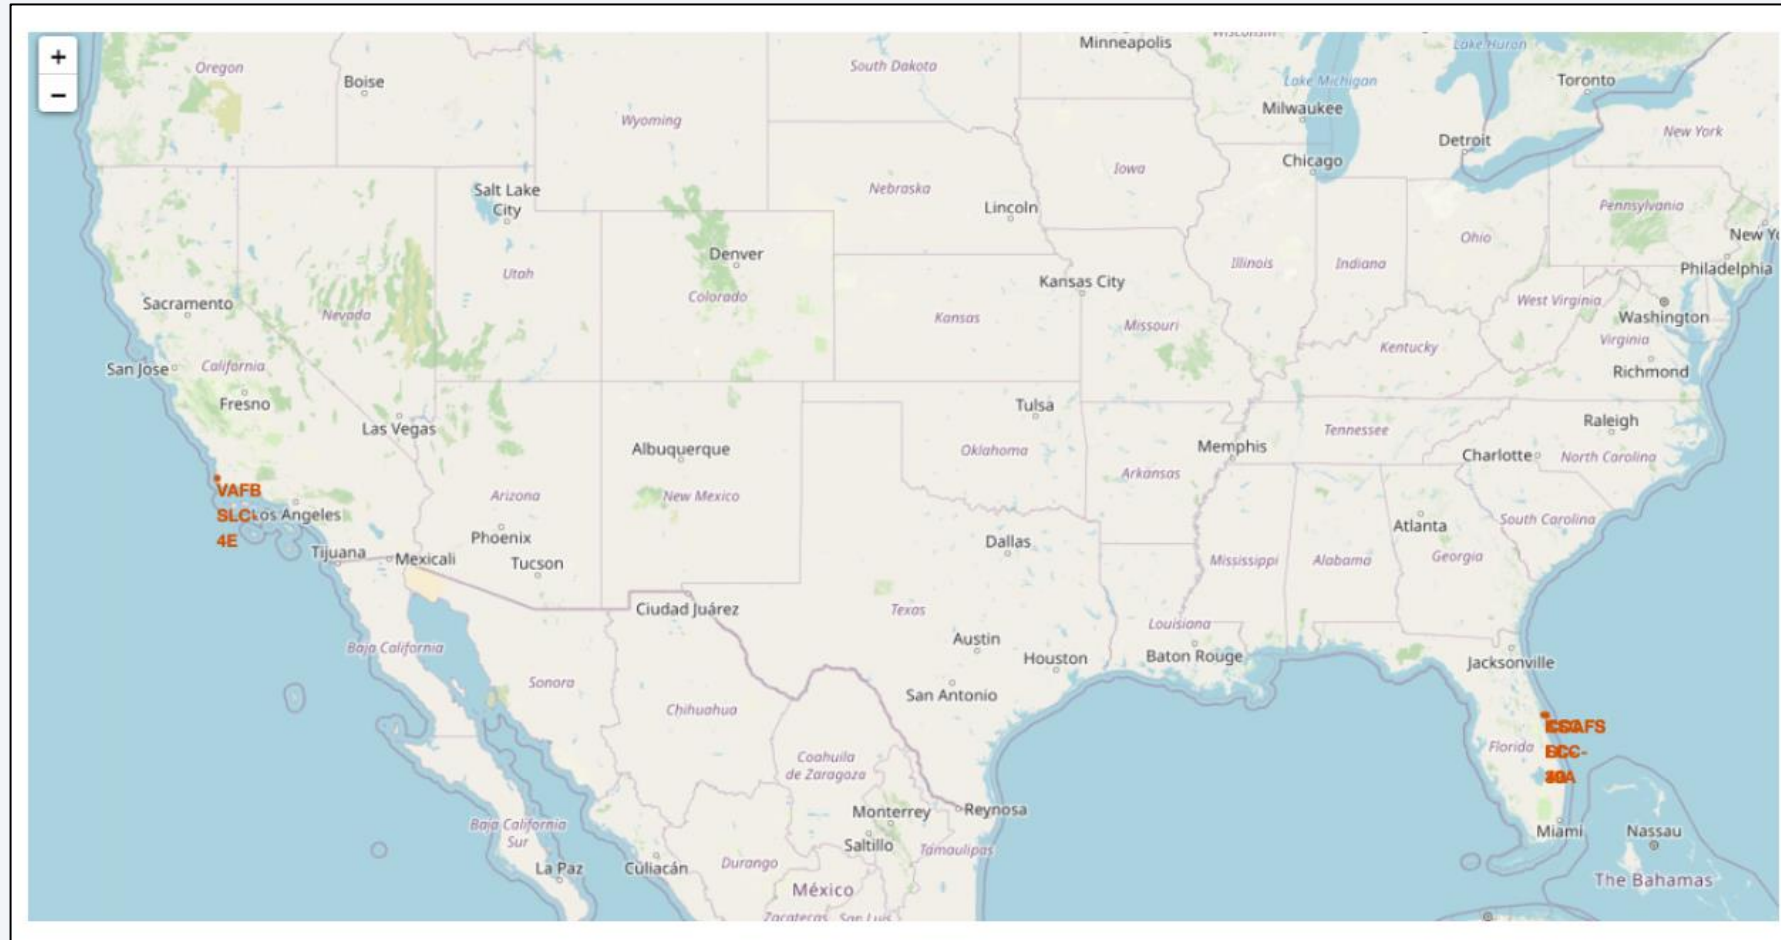 +
−
Minneapolis
Wisconsin
Lake Huron
Oregon
Boise
South Dakota
Lake Michigan
Toronto
Milwaukee
Wyoming
New York
Detroit
Chicago
Iowa
Salt Lake
City
Nebraska
Lincoln
Pennsylvania
Ohio
New Yo
Denver
Utah
Illinois
Indiana
Philadelphia
Kansas City
Colorado
Sacramento
Nevada
West Virginia
Washington
Kansas
Missouri
Virginia
Kentucky
San Jose
California
Richmond
Fresno
Tulsa
Las Vegas
Raleigh
Tennessee
Albuquerque
Oklahoma
Memphis
Charlotte
North Carolina
Arkansas
VAFB
SLC-
4E
Los Angeles
Arizona
New Mexico
Phoenix
Dallas
Atlanta
South Carolina
Tijuana
Mexicali
Tucson
Mississippi
Alabama
Georgia
Ciudad Juárez
Texas
Louisiana
Austin
Baja California
Houston
Baton Rouge
Jacksonville
Sonora
San Antonio
Chihuahua
Florida
Coahuila
de Zaragoza
Monterrey
Reynosa
Baja California
Sur
Saltillo
Tamaulipas
Miami
Nassau
La Paz
Culiacán
Durango
México
The Bahamas
Zacatecas
San Luis